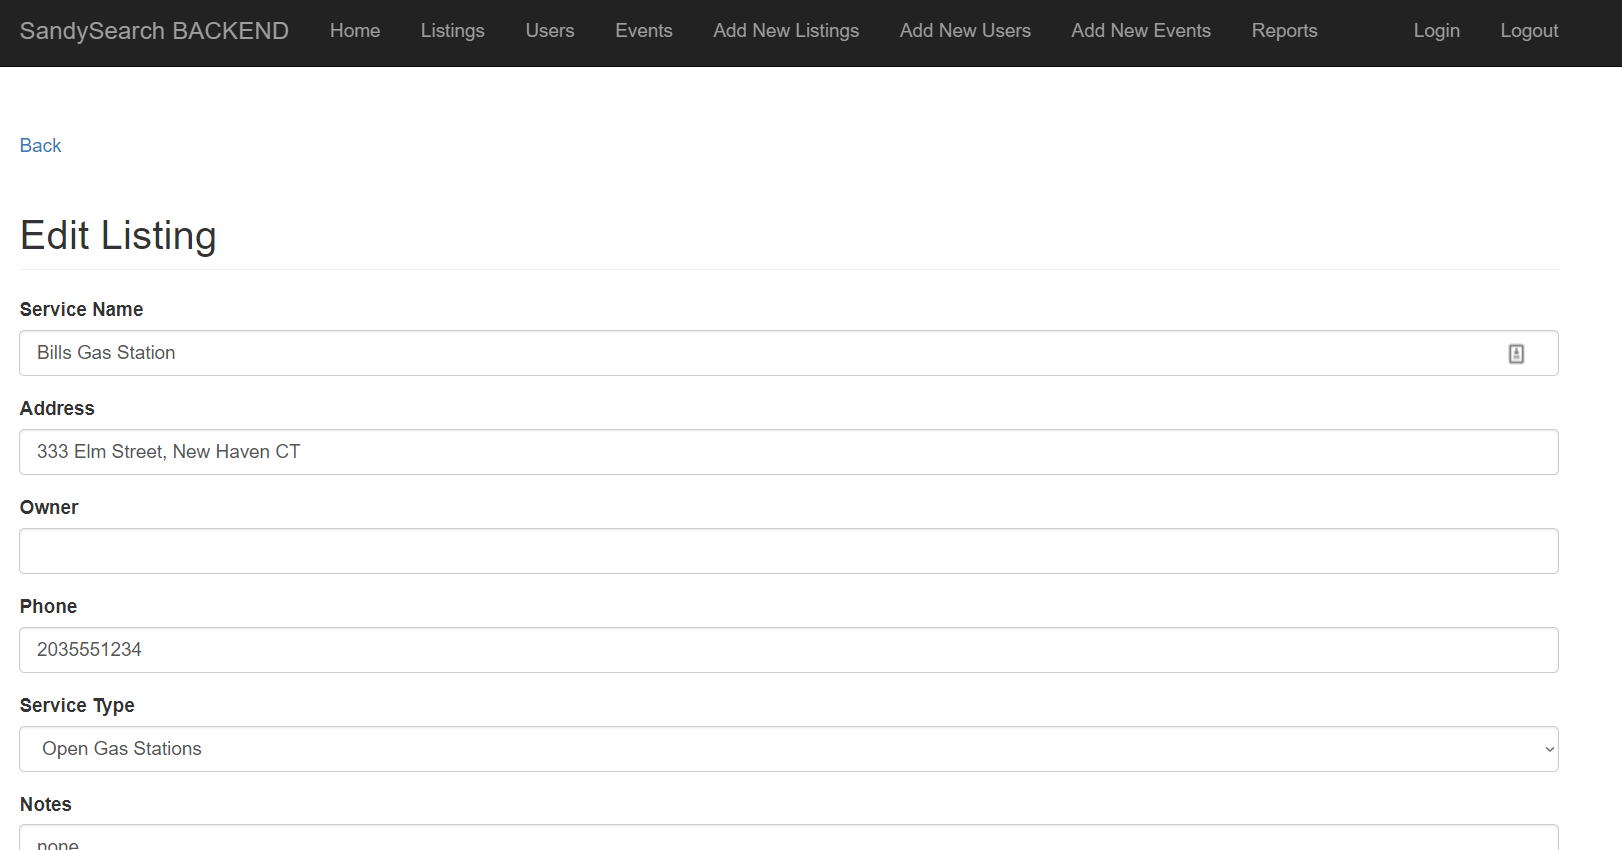 SandySearch BACKEND Home Listings Users Events Add New Listings Add New Users Add New Events Reports Login Logout
Back
Edit Listing
Service Name
Bills Gas Station
Address
333 Elm Street, New Haven CT
Owner
Phone
2035551234
Service Type
Open Gas Stations
Notes
none